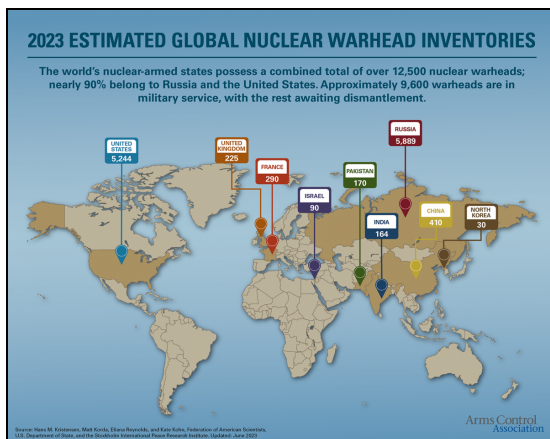 2023 ESTIMATED GLOBAL NUCLEAR WARHEAD INVENTORIES
The world's nuclear-armed states possess a combined total of over 12,500 nuclear warheads;
nearly 90% belong to Russia and the United States. Approximately 9,600 warheads are in
military service, with the rest awaiting dismantlement.
UNITED
STATES
5,244
UNITED
KINGDOM
225
FRANCE
290
ISRAEL
90
PAKISTAN
170
RUSSIA
5,889
INDIA
164
CHINA
410
NORTH
KOREA
30
Source: Hans M. Kristensen, Matt Korda, Eliana Reynolds, and Kate Kohn, Federation of American Scientists,
U.S. Department of State, and the Stockholm International Peace Research Institute. Updated: June 2023
Arms Control
Association